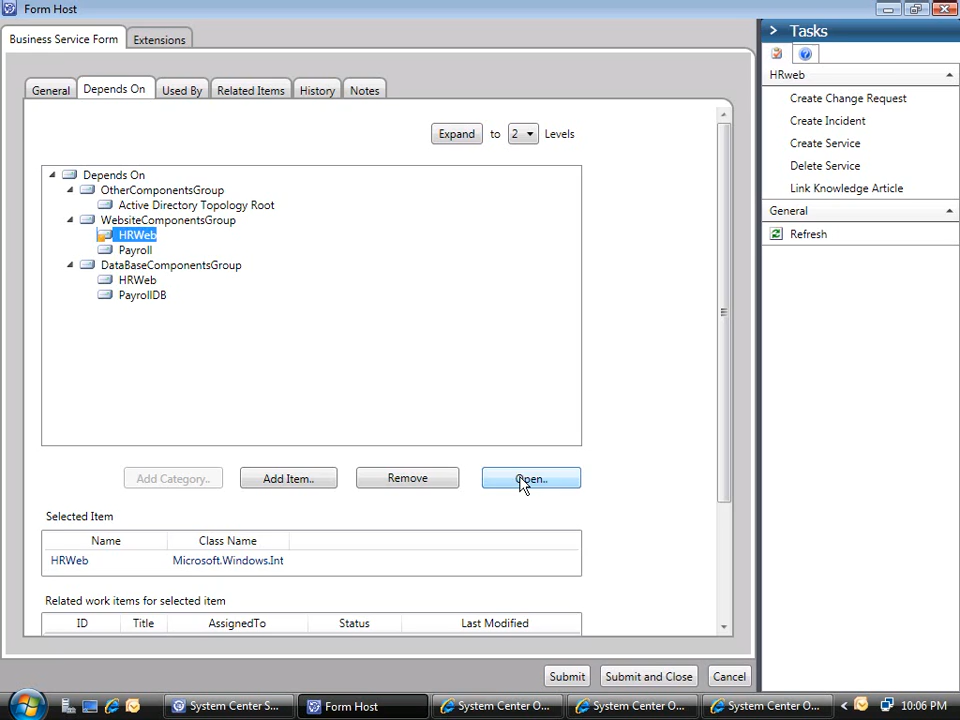 Form Host
Business Service Form
Extensions
General
Depends On
Used By
Related Items
History
Notes
Expand to 2 Levels
Depends On
OtherComponentsGroup
Active Directory Topology Root
WebsiteComponentsGroup
HRWeb
Payroll
DataBaseComponentsGroup
HRWeb
PayrollDB
Add Category..
Add Item..
Remove
Open..
Selected Item
Name Class Name
HRWeb Microsoft.Windows.Int
Related work items for selected item
ID Title AssignedTo Status Last Modified
Submit
Submit and Close
Cancel
Tasks
HRweb
Create Change Request
Create Incident
Create Service
Delete Service
Link Knowledge Article
General
Refresh
System Center S...
Form Host
System Center O...
System Center O...
System Center O...
10:06 PM